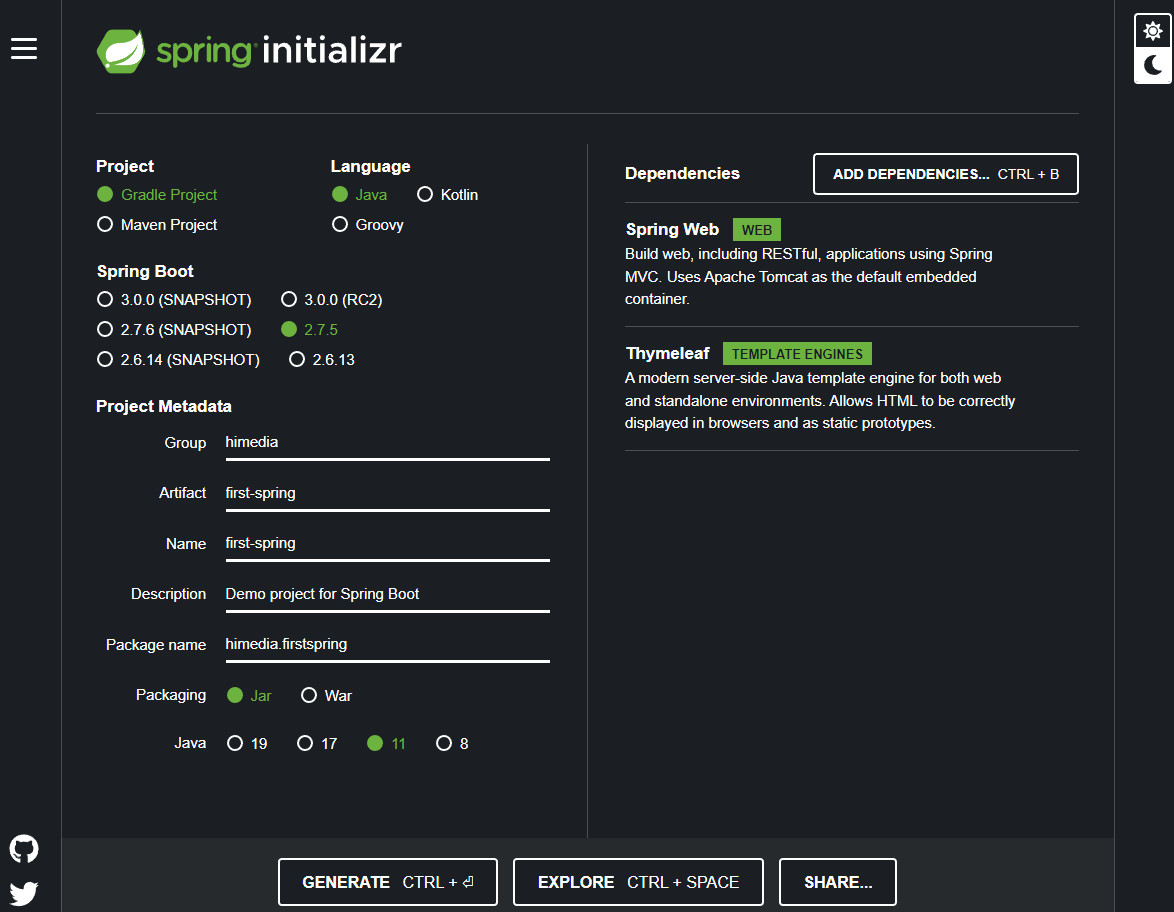 spring initializr
Project
Gradle Project
Maven Project
Language
Java Kotlin
Groovy
Spring Boot
3.0.0 (SNAPSHOT) 3.0.0 (RC2)
2.7.6 (SNAPSHOT) 2.7.5
2.6.14 (SNAPSHOT) 2.6.13
Project Metadata
Group himedia
Artifact first-spring
Name first-spring
Description Demo project for Spring Boot
Package name himedia.firstspring
Packaging Jar War
Java 19 17 11 8
Dependencies ADD DEPENDENCIES... CTRL + B
Spring Web WEB
Build web, including RESTful, applications using Spring
MVC. Uses Apache Tomcat as the default embedded
container.
Thymeleaf TEMPLATE ENGINES
A modern server-side Java template engine for both web
and standalone environments. Allows HTML to be correctly
displayed in browsers and as static prototypes.
GENERATE CTRL + ⏎ EXPLORE CTRL + SPACE SHARE...